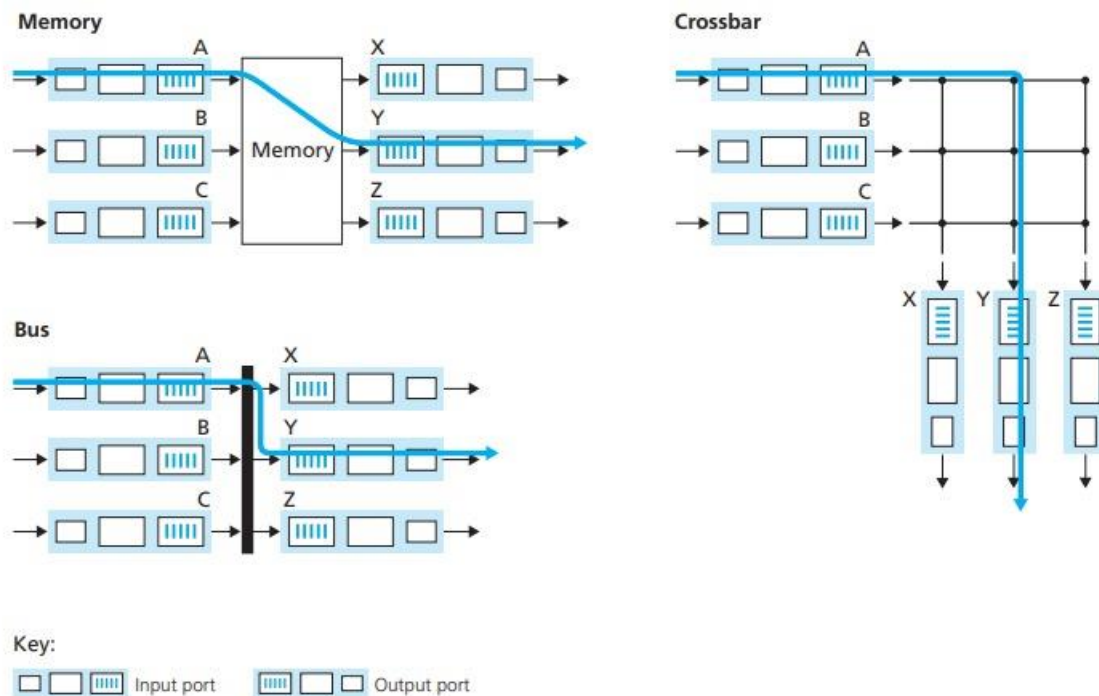 Memory
A
X
B
Y
Memory
C
Z
Crossbar
A
B
C
X
Y
Z
Bus
A
X
B
Y
C
Z
Key:
Input port
Output port